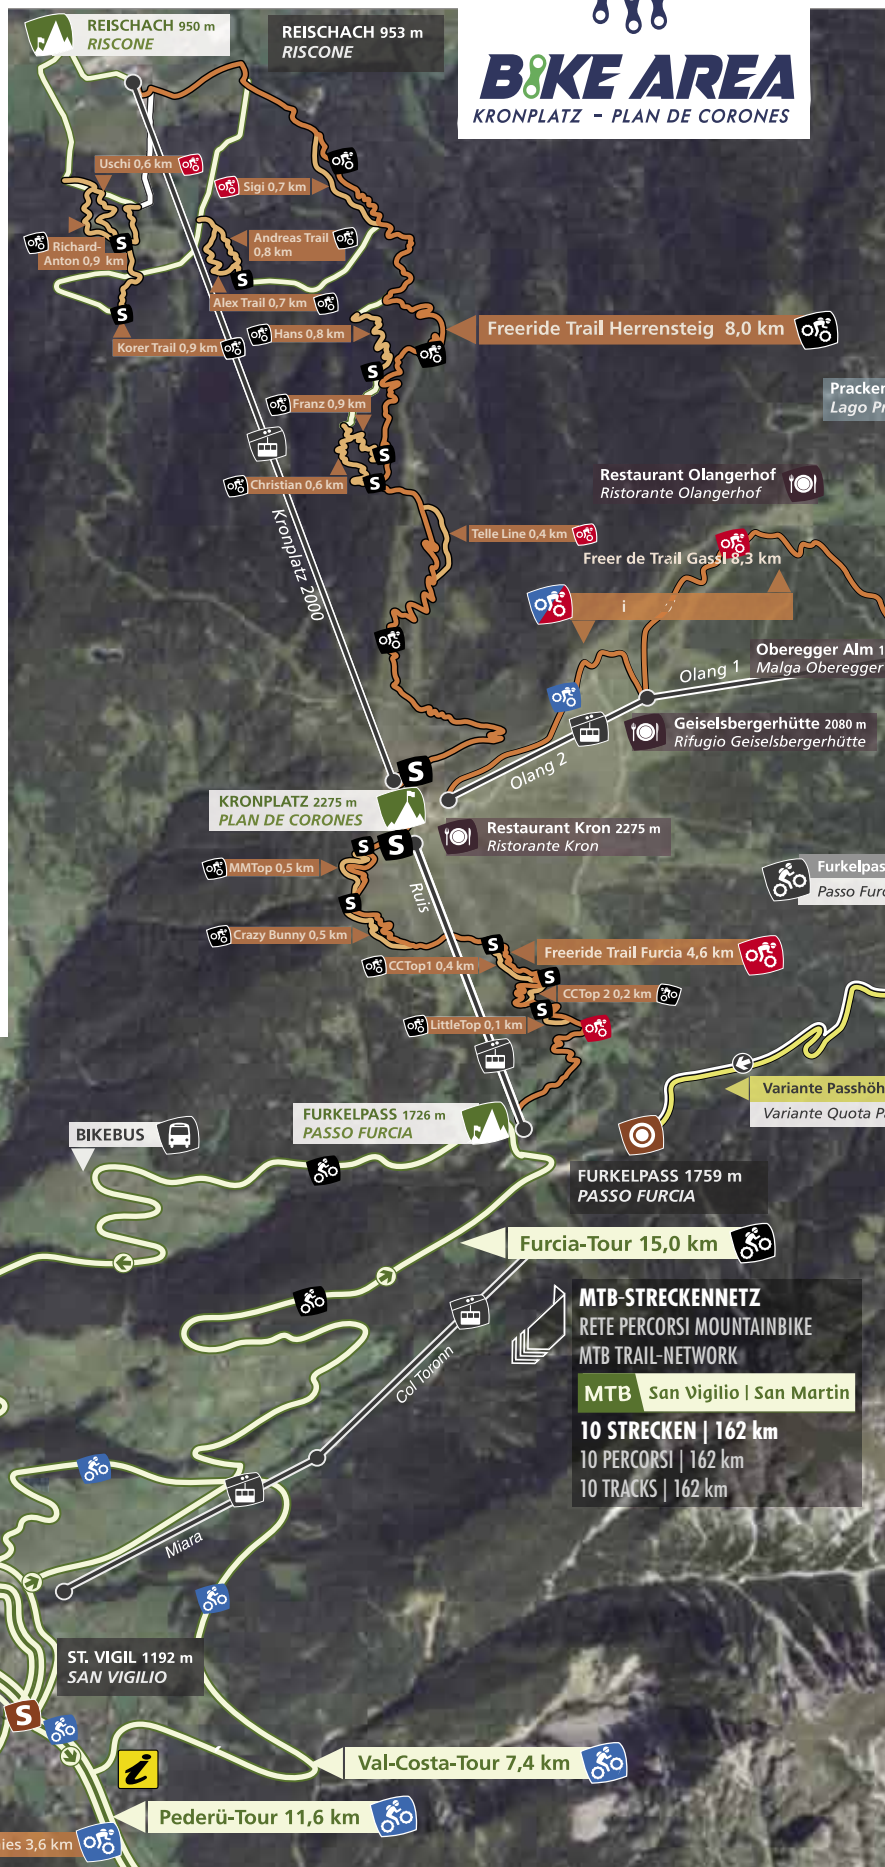 REISCHACH 950 m
RISCONE
REISCHACH 953 m
RISCONE
BIKE AREA
KRONPLATZ – PLAN DE CORONES
Uschi 0,6 km
Sigi 0,7 km
Richard-
Anton 0,9 km
S
Andreas Trail
0,8 km
S
Alex Trail 0,7 km
S
Korer Trail 0,9 km
Hans 0,8 km
Freeride Trail Herrensteig 8,0 km
S
Pracken
Lago Pr
Franz 0,9 km
S
Christian 0,6 km
S
Restaurant Olangerhof
Ristorante Olangerhof
Kronplatz 2000
Telle Line 0,4 km
Freer de Trail Gassl 8,3 km
i
Oberegger Alm 1
Malga Oberegger
Olang 1
Geiselsbergerhütte 2080 m
Rifugio Geiselsbergerhütte
Olang 2
S
KRONPLATZ 2275 m
PLAN DE CORONES
Restaurant Kron 2275 m
Ristorante Kron
S
S
MMTop 0,5 km
Furkelpas
Passo Furc
Ruis
S
Crazy Bunny 0,5 km
S
Freeride Trail Furcia 4,6 km
CCTop1 0,4 km
S
CCTop 2 0,2 km
S
LittleTop 0,1 km
Variante Passhöh
Variante Quota Pa
FURKELPASS 1726 m
PASSO FURCIA
BIKEBUS
FURKELPASS 1759 m
PASSO FURCIA
Furcia-Tour 15,0 km
MTB-STRECKENNETZ
RETE PERCORSI MOUNTAINBIKE
MTB TRAIL-NETWORK
MTB San Vigilio | San Martin
10 STRECKEN | 162 km
10 PERCORSI | 162 km
10 TRACKS | 162 km
Col Toronn
Miara
ST. VIGIL 1192 m
SAN VIGILIO
S
i
Val-Costa-Tour 7,4 km
Pederü-Tour 11,6 km
ies 3,6 km